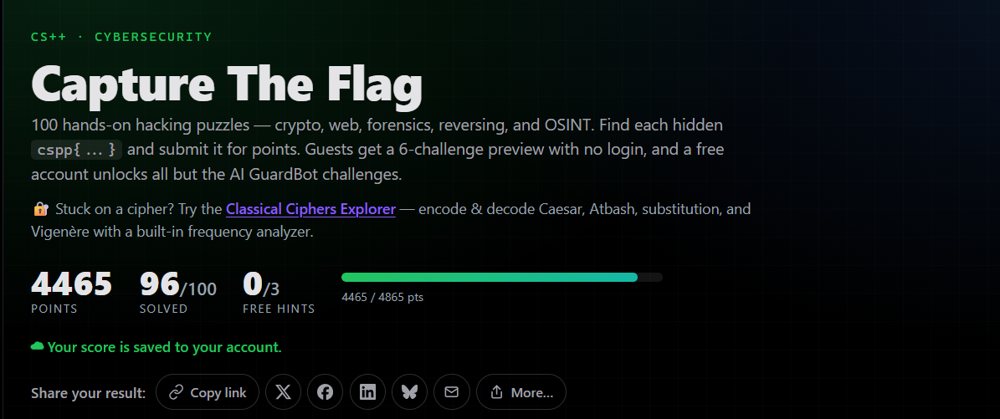 CS++ · CYBERSECURITY
Capture The Flag
100 hands-on hacking puzzles — crypto, web, forensics, reversing, and OSINT. Find each hidden
cspp{...} and submit it for points. Guests get a 6-challenge preview with no login, and a free
account unlocks all but the AI GuardBot challenges.
Stuck on a cipher? Try the Classical Ciphers Explorer — encode & decode Caesar, Atbash, substitution, and
Vigenère with a built-in frequency analyzer.
4465 96/100 0/3
POINTS SOLVED FREE HINTS
4465 / 4865 pts
Your score is saved to your account.
Share your result: Copy link More...